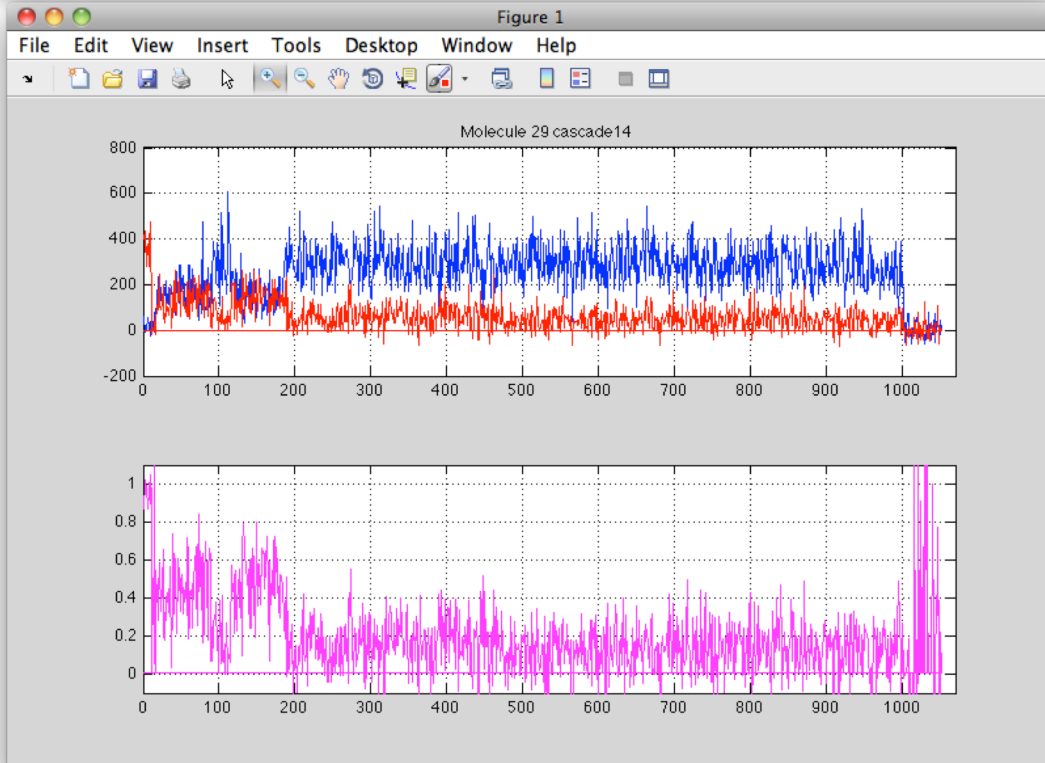 Figure 1
File Edit View Insert Tools Desktop Window Help
Molecule 29 cascade14
800
600
400
200
0
-200
0 100 200 300 400 500 600 700 800 900 1000
1
0.8
0.6
0.4
0.2
0
0 100 200 300 400 500 600 700 800 900 1000